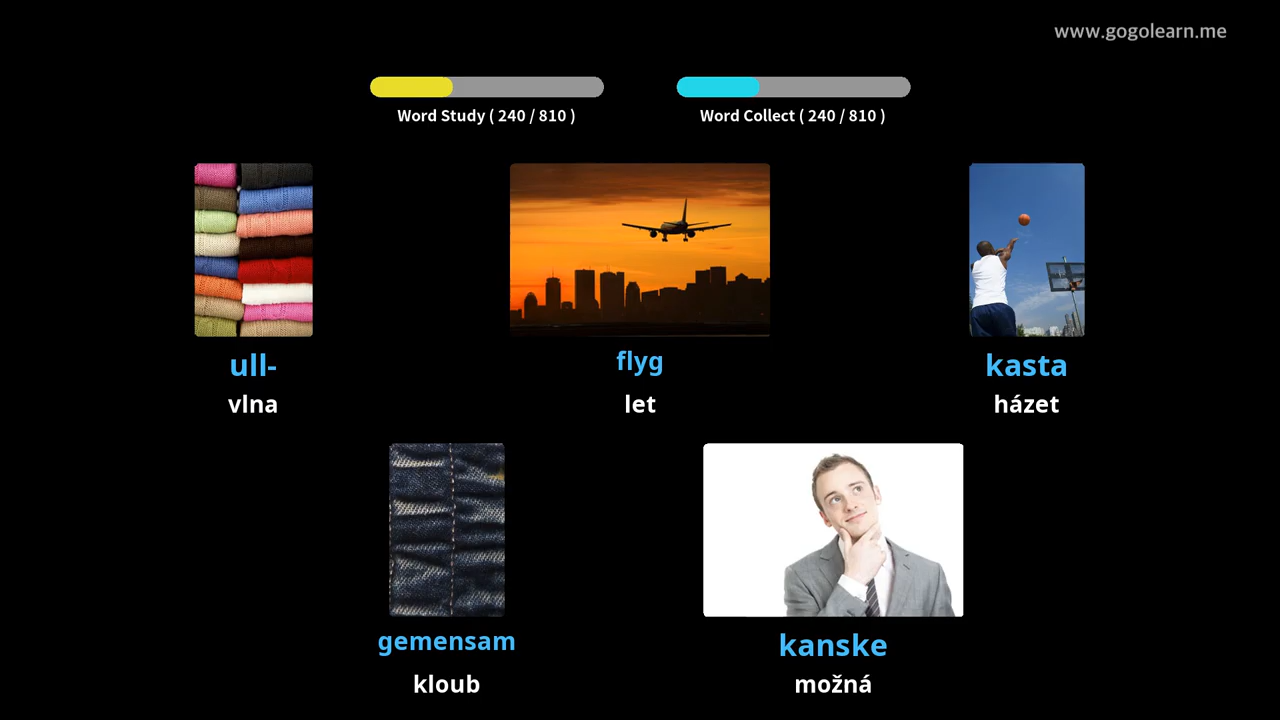 www.gogolearn.me
Word Study ( 240 / 810 )
Word Collect ( 240 / 810 )
ull-
vlna
flyg
let
kasta
házet
gemensam
kloub
kanske
možná